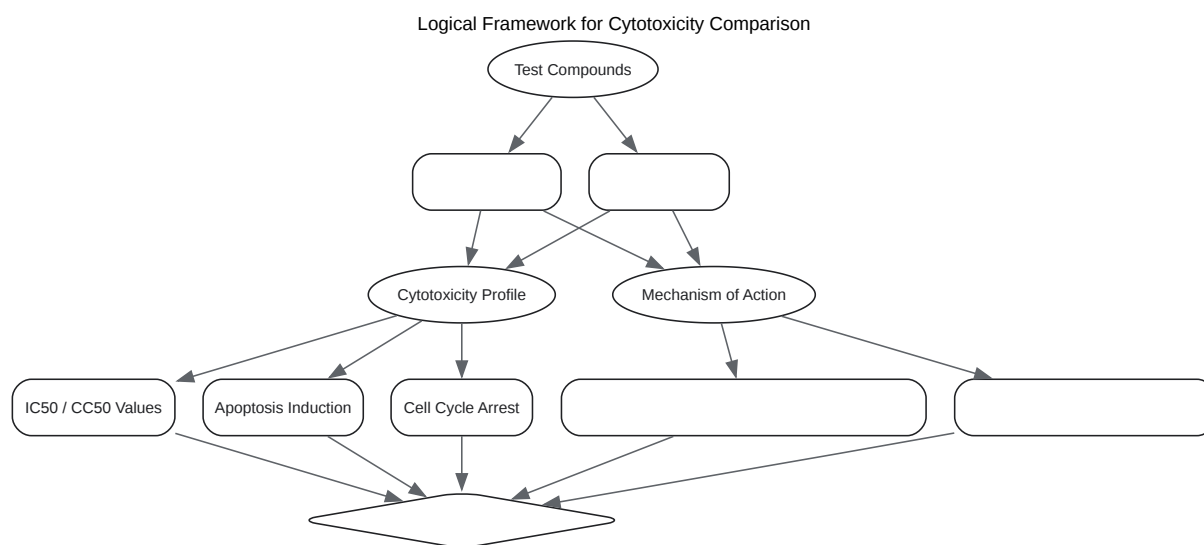 Logical Framework for Cytotoxicity Comparison
Test Compounds
Cytotoxicity Profile
Mechanism of Action
IC50 / CC50 Values
Apoptosis Induction
Cell Cycle Arrest